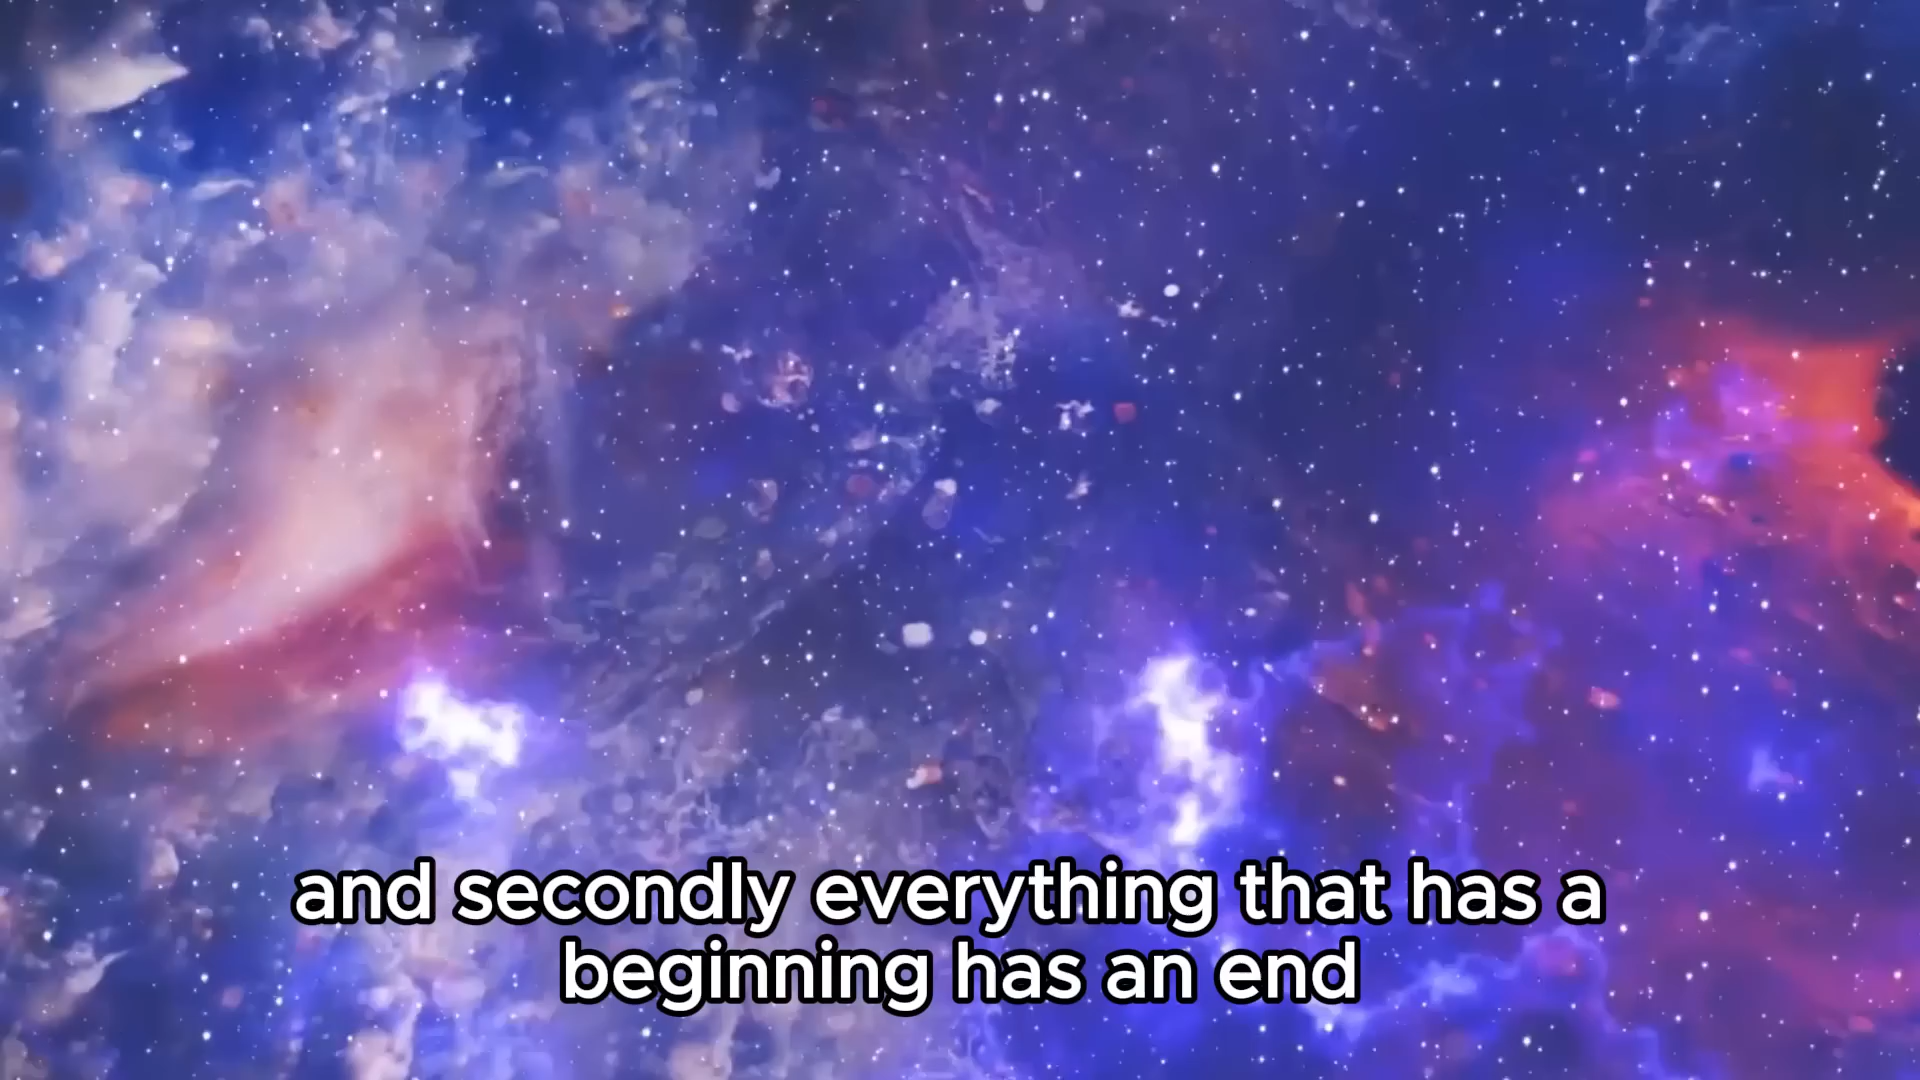 and secondly everything that has a
beginning has an end